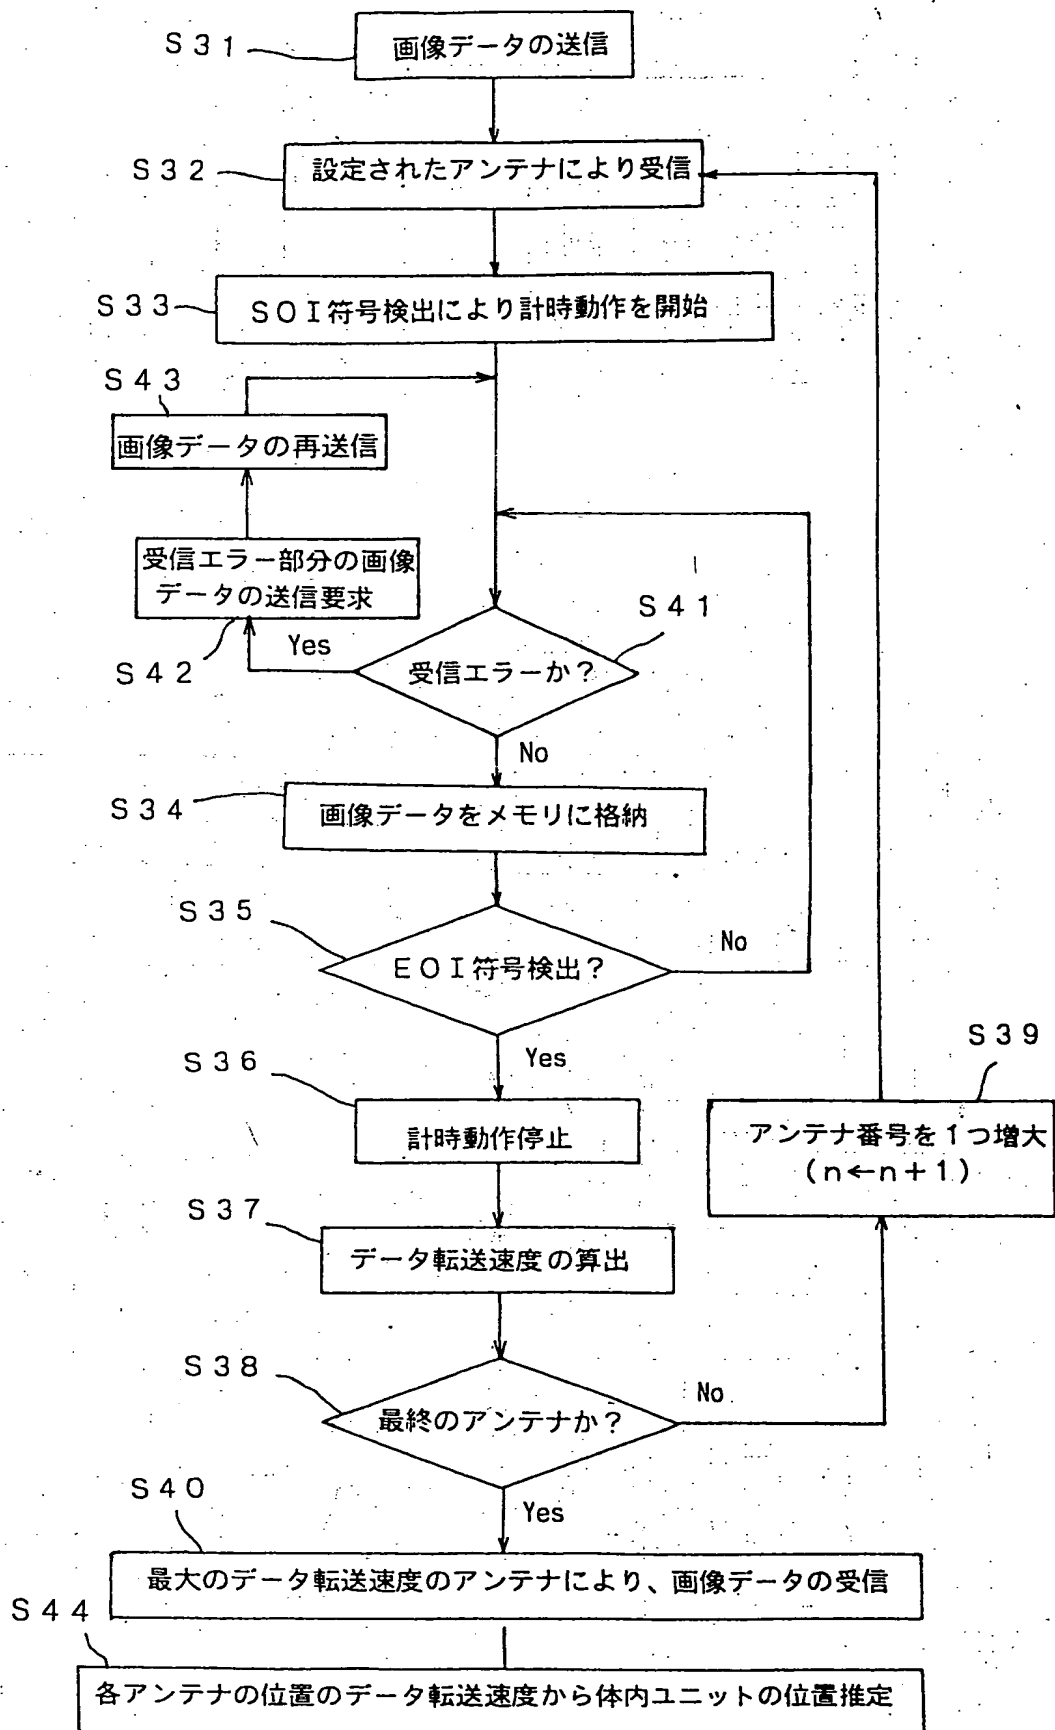 S31
画像データの送信
S32
設定されたアンテナにより受信
S33
SOI符号検出により計時動作を開始
S43
画像データの再送信
受信エラー部分の画像
データの送信要求
S42
Yes
S41
受信エラーか?
No
S34
画像データをメモリに格納
S35
EOI符号検出?
No
Yes
S36
計時動作停止
S39
アンテナ番号を1つ増大
(n←n+1)
S37
データ転送速度の算出
S38
最終のアンテナか?
No
Yes
S40
最大のデータ転送速度のアンテナにより、画像データの受信
S44
各アンテナの位置のデータ転送速度から体内ユニットの位置推定